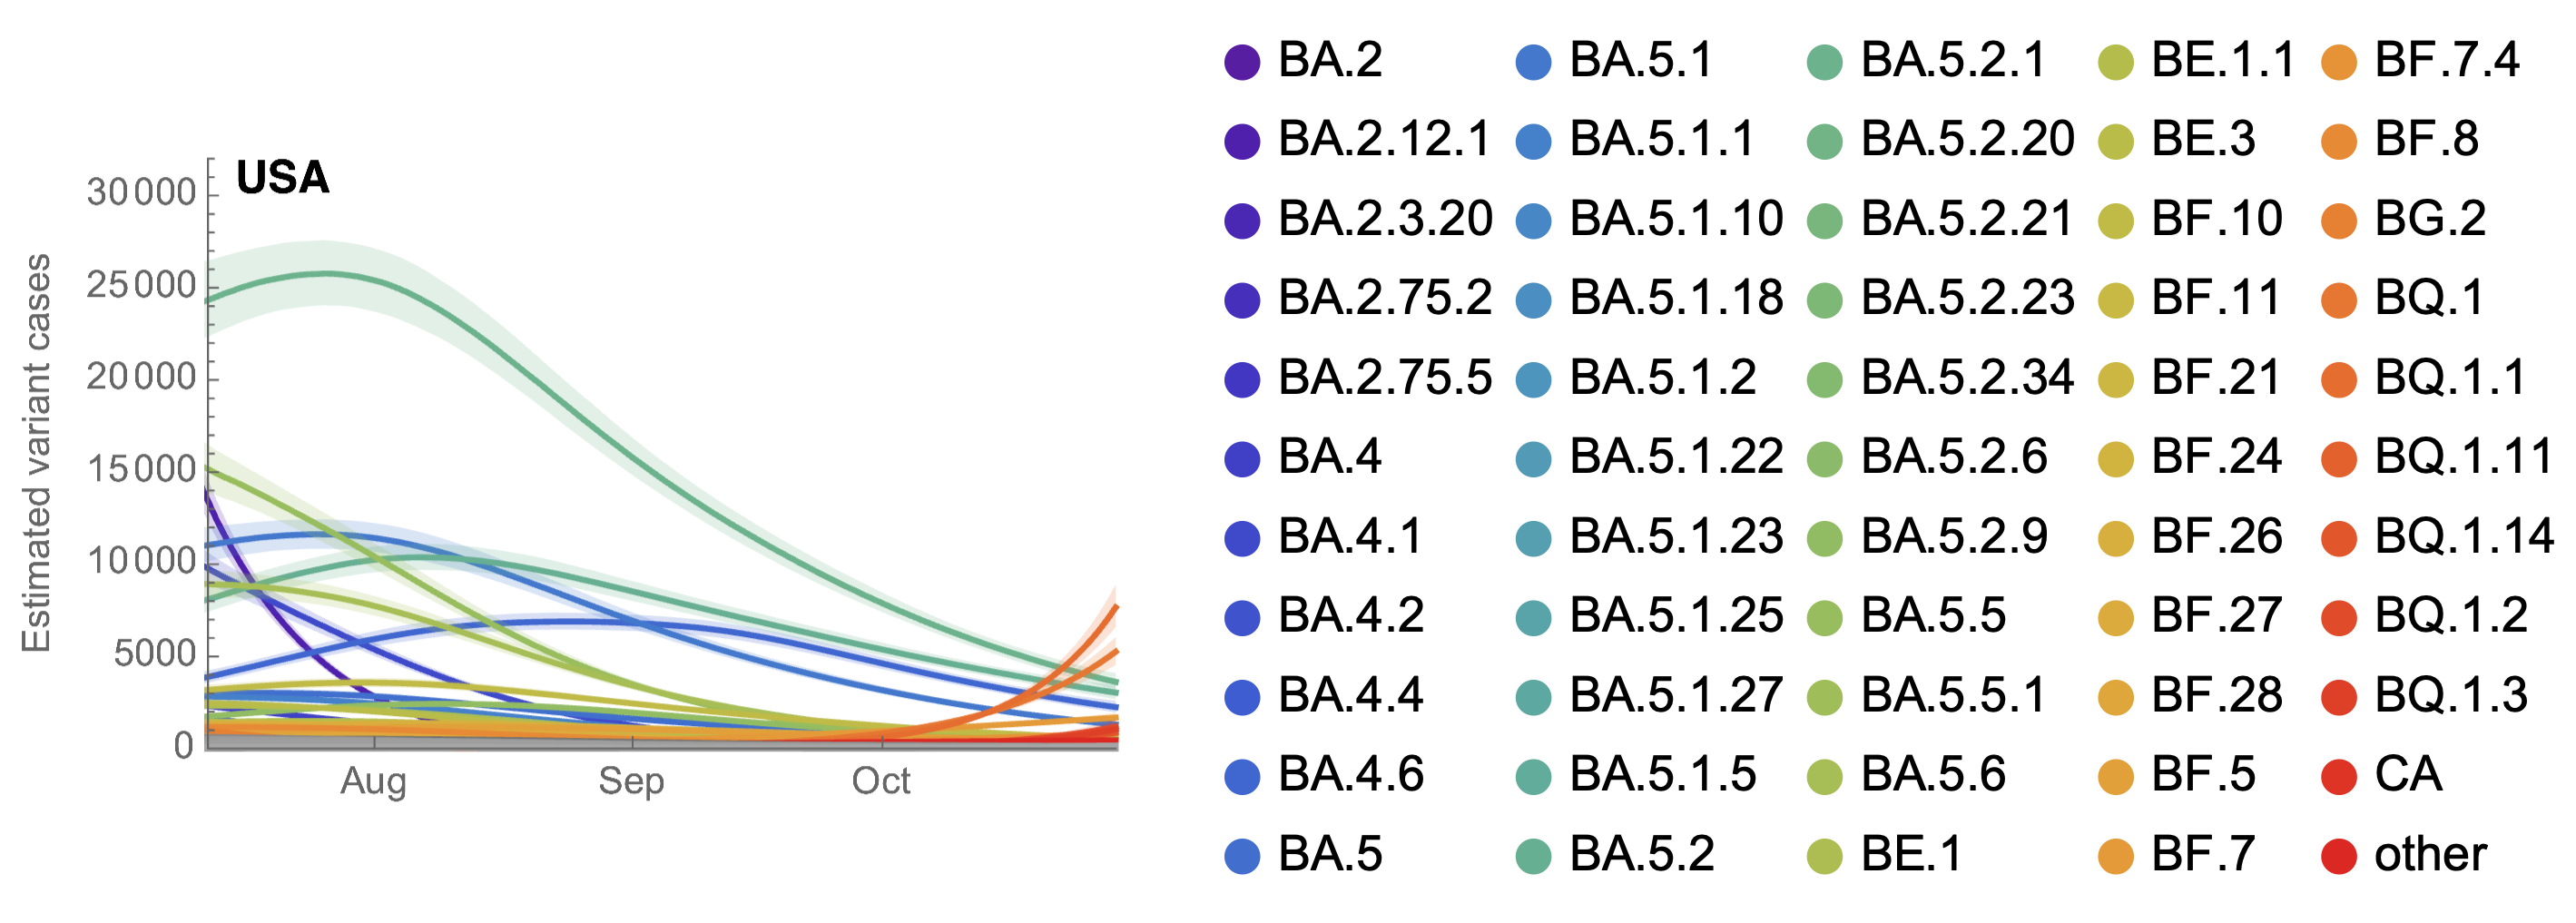 USA
Estimated variant cases
30000
25000
20000
15000
10000
5000
0
Aug Sep Oct
BA.2
BA.2.12.1
BA.2.3.20
BA.2.75.2
BA.2.75.5
BA.4
BA.4.1
BA.4.2
BA.4.4
BA.4.6
BA.5
BA.5.1
BA.5.1.1
BA.5.1.10
BA.5.1.18
BA.5.1.2
BA.5.1.22
BA.5.1.23
BA.5.1.25
BA.5.1.27
BA.5.1.5
BA.5.2
BA.5.2.1
BA.5.2.20
BA.5.2.21
BA.5.2.23
BA.5.2.34
BA.5.2.6
BA.5.2.9
BA.5.5
BA.5.5.1
BA.5.6
BE.1
BE.1.1
BE.3
BF.10
BF.11
BF.21
BF.24
BF.26
BF.27
BF.28
BF.5
BF.7
BF.7.4
BF.8
BG.2
BQ.1
BQ.1.1
BQ.1.11
BQ.1.14
BQ.1.2
BQ.1.3
CA
other